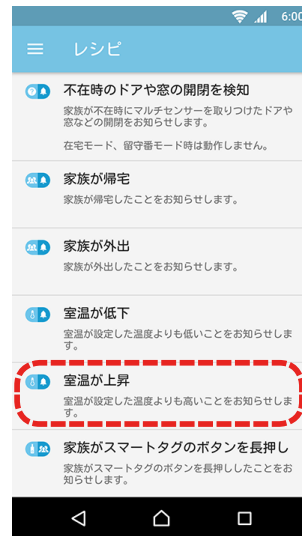 6:00
レシピ
不在時のドアや窓の開閉を検知
家族が不在時にマルチセンサーを取りつけたドアや
窓などの開閉をお知らせします。
在宅モード、留守番モード時は動作しません。
家族が帰宅
家族が帰宅したことをお知らせします。
家族が外出
家族が外出したことをお知らせします。
室温が低下
室温が設定した温度よりも低いことをお知らせしま
す。
室温が上昇
室温が設定した温度よりも高いことをお知らせしま
す。
家族がスマートタグのボタンを長押し
家族がスマートタグのボタンを長押ししたことをお
知らせします。